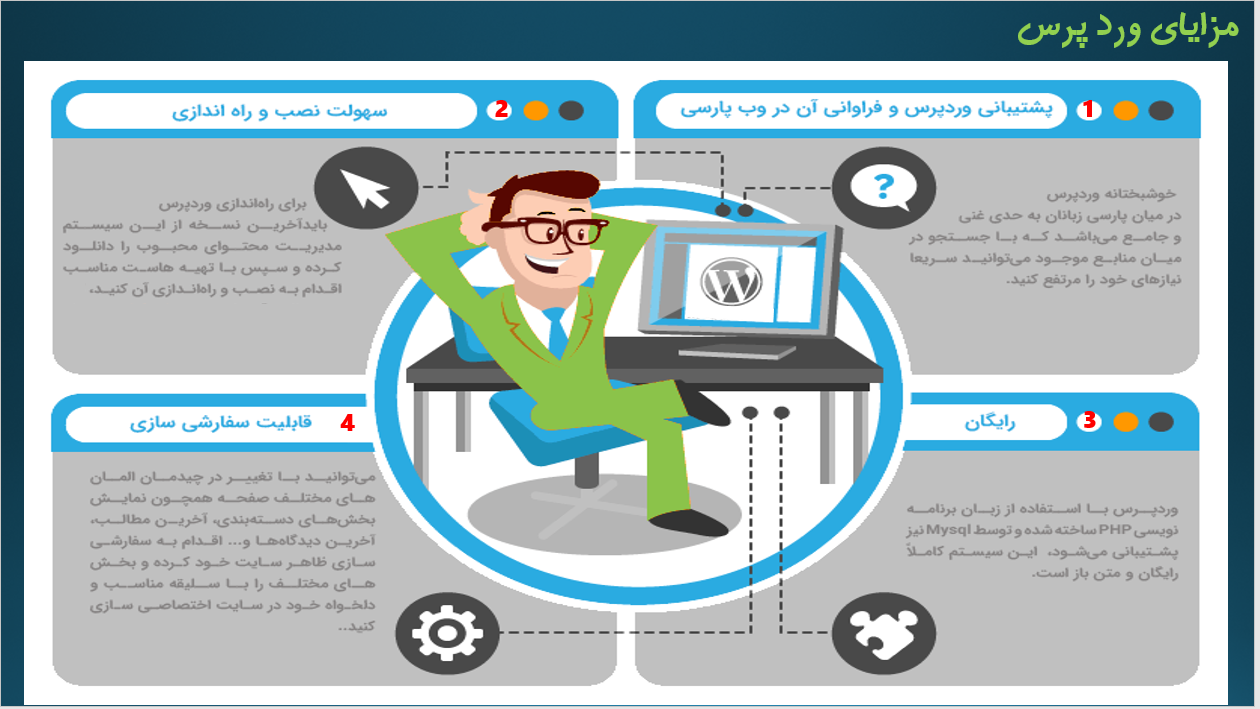 مزایای ورد پرس
1
پشتیبانی وردپرس و فراوانی آن در وب پارسی
?
خوشبختانه وردپرس
در میان پارسی زبانان به حدی غنی
و جامع می‌باشد که با جستجو در
میان منابع موجود می‌توانید سریعا
نیازهای خود را مرتفع کنید.
2
سهولت نصب و راه اندازی
برای راه‌اندازی وردپرس
بایدآخرین نسخه از این سیستم
مدیریت محتوای محبوب را دانلود
کرده و سپس با تهیه هاست مناسب
اقدام به نصب و راه‌اندازی آن کنید،
W
3
رایگان
وردپرس با استفاده از زبان برنامه
نویسی PHP ساخته شده و توسط Mysql نیز
پشتیبانی می‌شود، این سیستم کاملاً
رایگان و متن باز است.
4
قابلیت سفارشی سازی
می‌توانید با تغییر در چیدمان المان
های مختلف صفحه همچون نمایش
بخش‌های دسته‌بندی، آخرین مطالب،
آخرین دیدگاه‌ها و... اقدام به سفارشی
سازی ظاهر سایت خود کرده و بخش
های مختلف را با سلیقه مناسب و
دلخواه خود در سایت اختصاصی سازی
کنید..